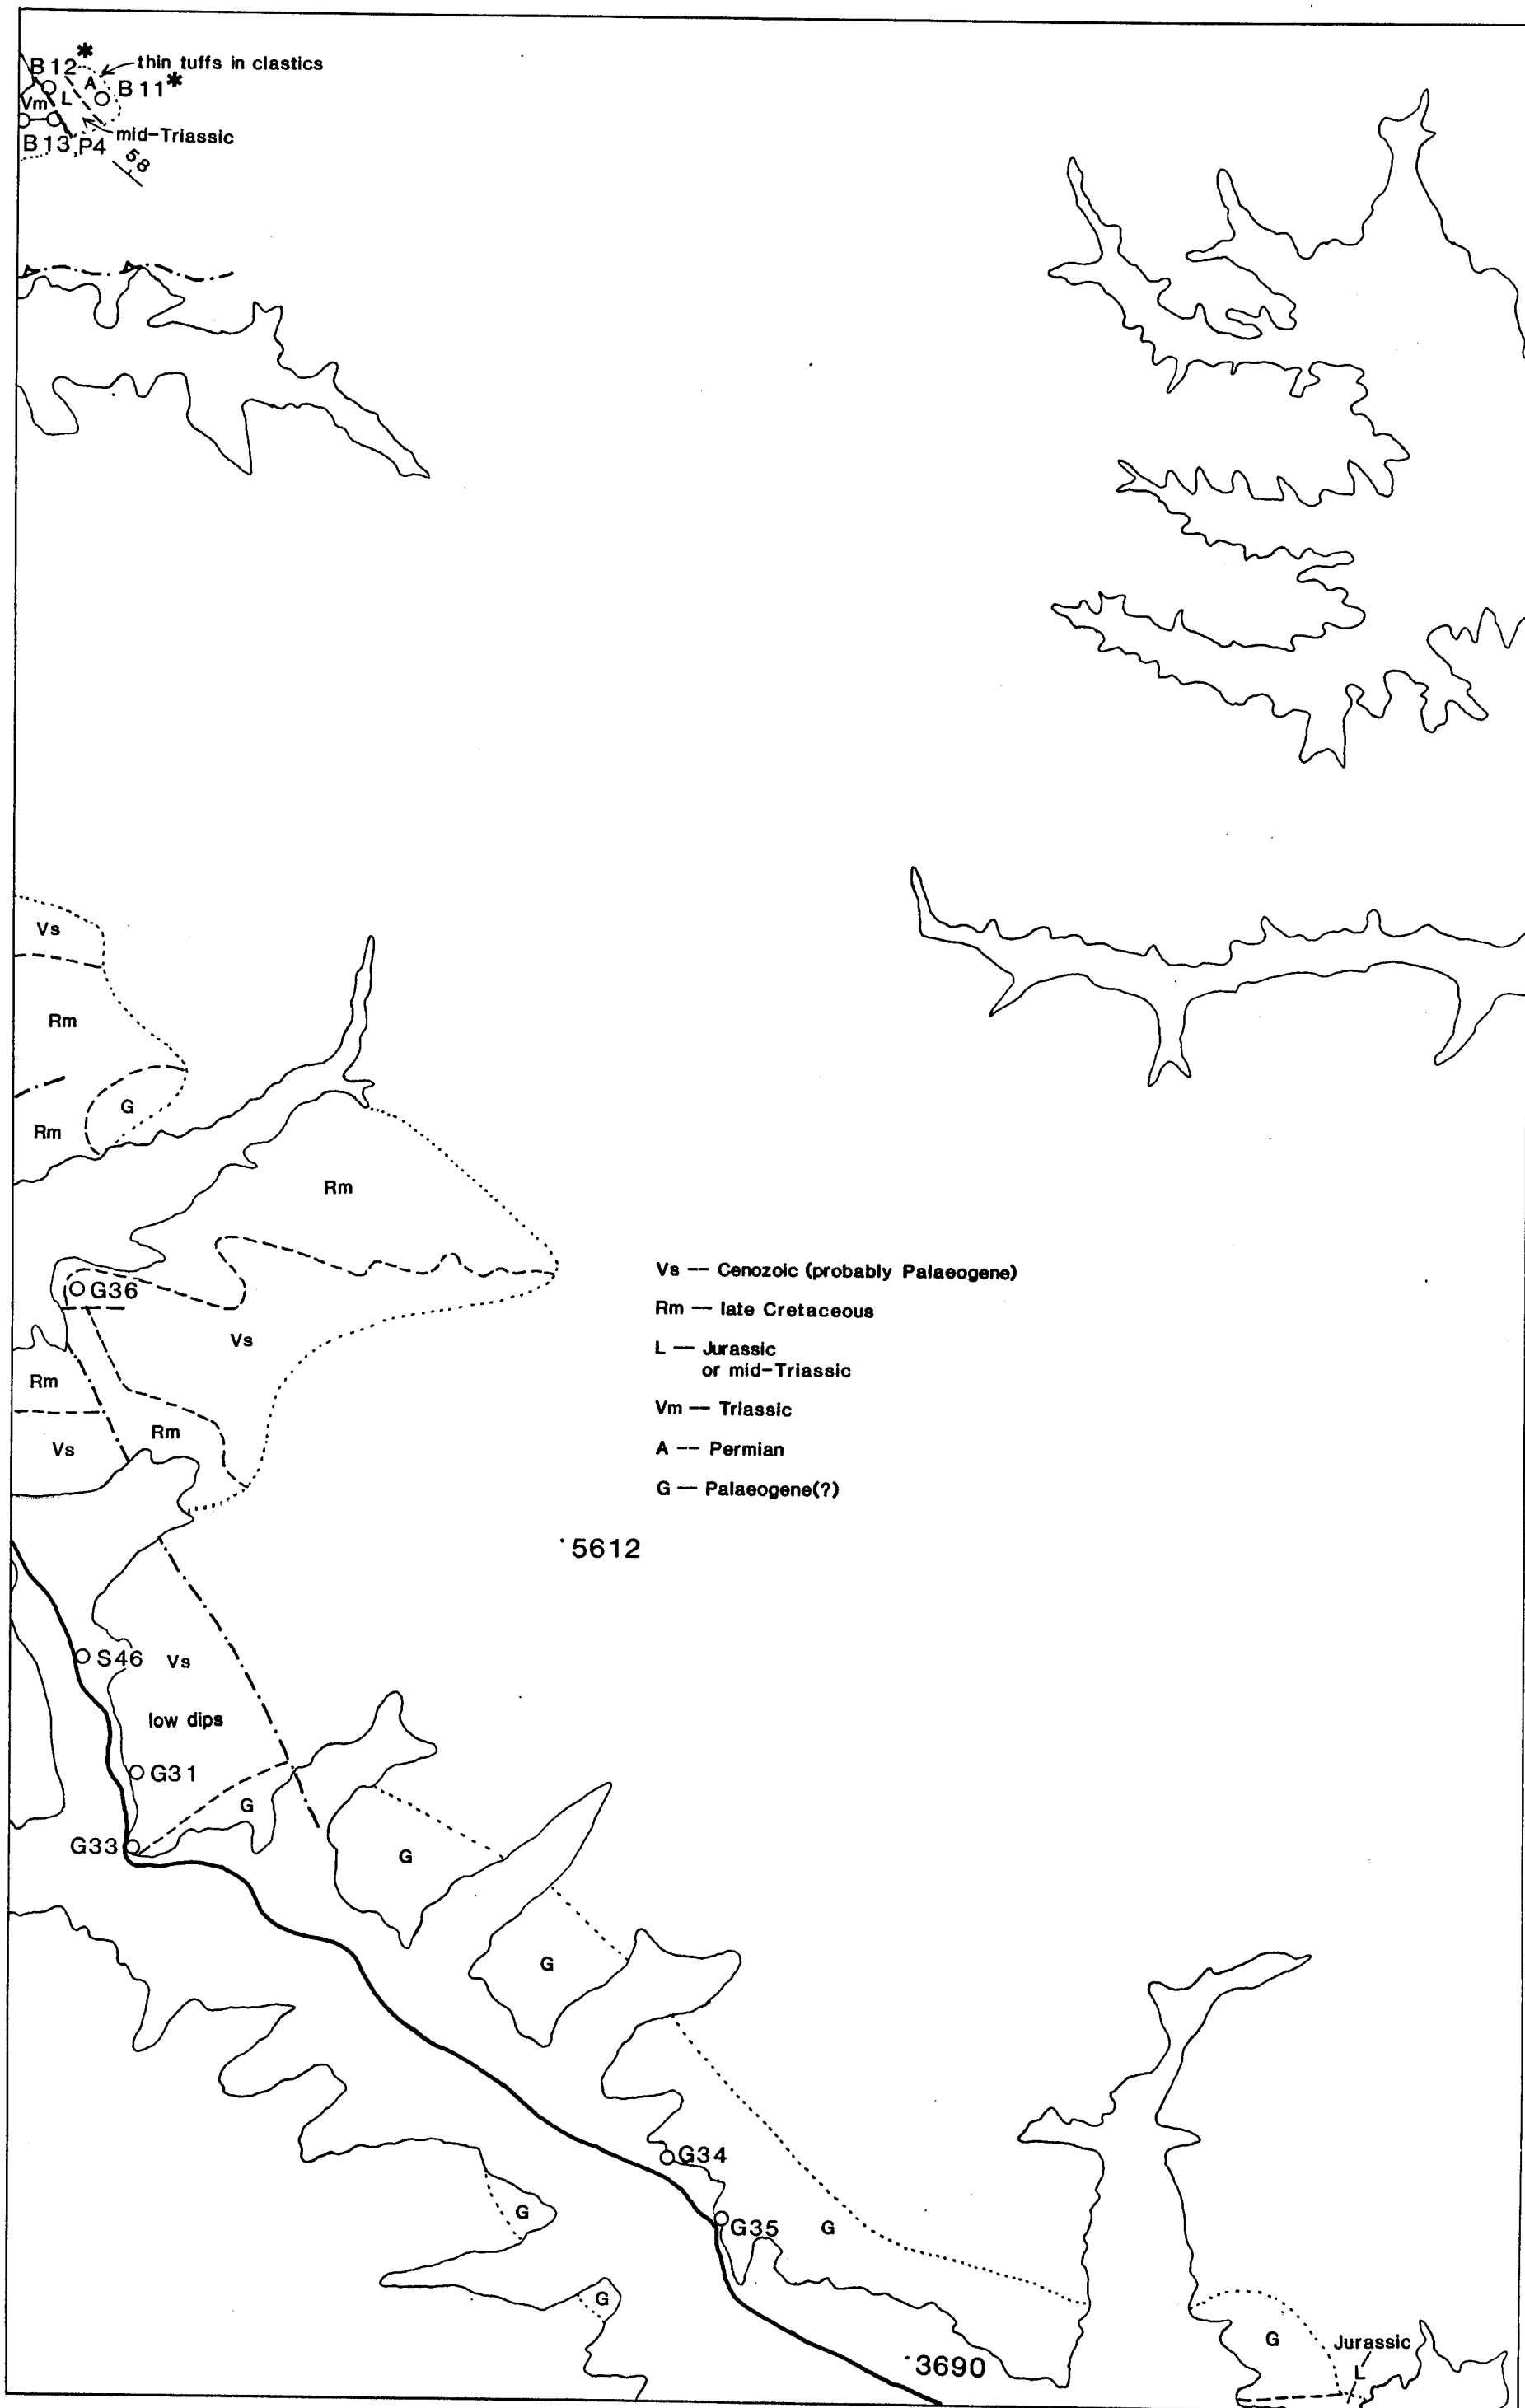 B12*
thin tuffs in clastics
A
B11*
L
Vm
mid-Triassic
B13,P4
58
Vs
Rm
G
Rm
Rm
G36
Vs
Rm
Rm
Vs
Vs — Cenozoic (probably Palaeogene)
Rm — late Cretaceous
L — Jurassic
or mid-Triassic
Vm — Triassic
A -- Permian
G — Palaeogene(?)
5612
S46
Vs
low dips
G31
G
G33
G
G
G34
G35
G
G
G
3690
G
Jurassic
L